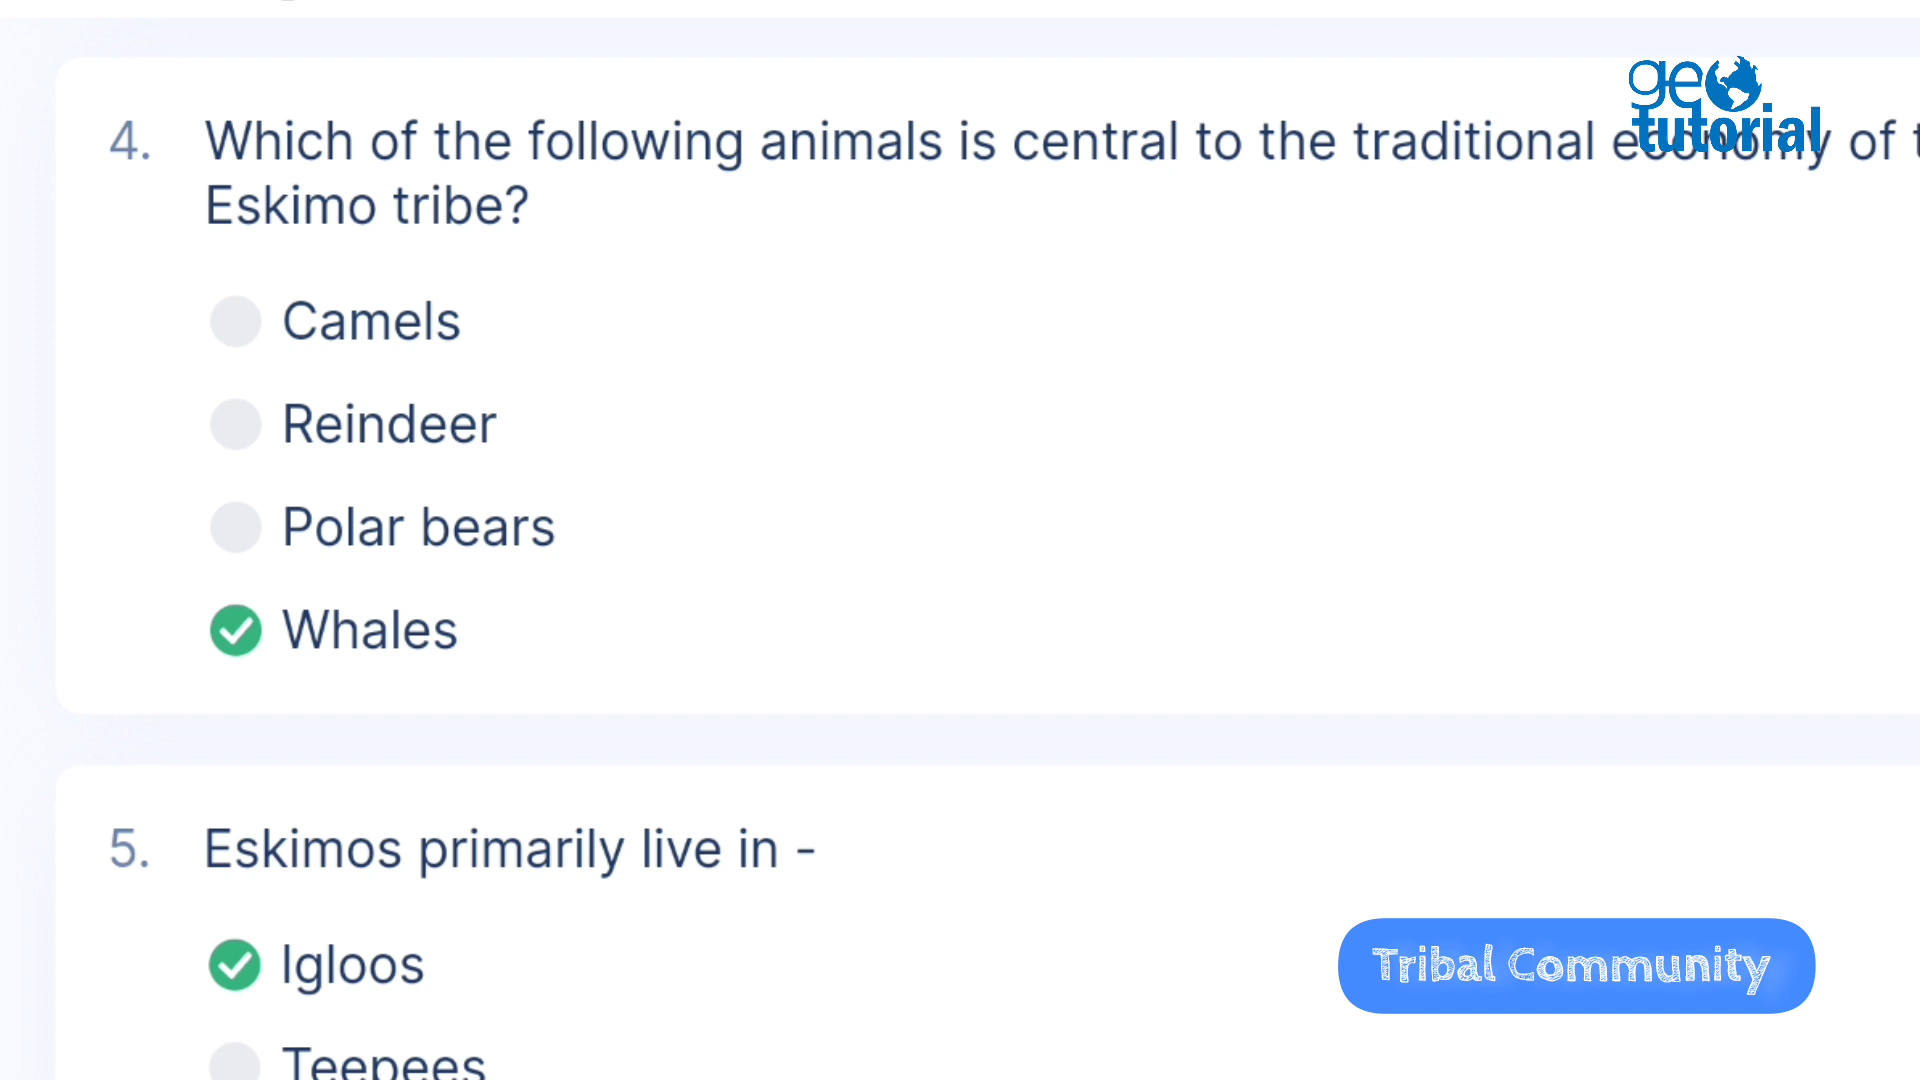 geo
tutorial
4. Which of the following animals is central to the traditional economy of
Eskimo tribe?
Camels
Reindeer
Polar bears
Whales
5. Eskimos primarily live in -
Igloos
Tribal Community
Teepees